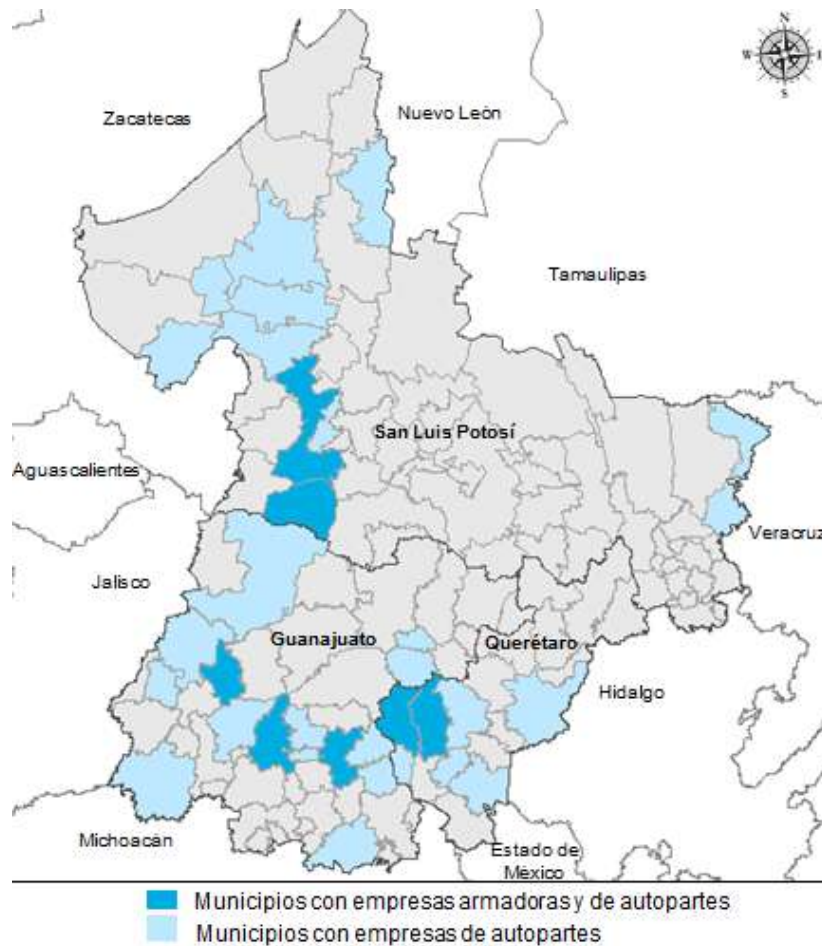 N
W
S
Zacatecas
Nuevo León
Tamaulipas
San Luis Potosí
Aguascalientes
Veracruz
Jalisco
Guanajuato
Querétaro
Hidalgo
Michoacán
Estado de
México
Municipios con empresas armadoras y de autopartes
Municipios con empresas de autopartes